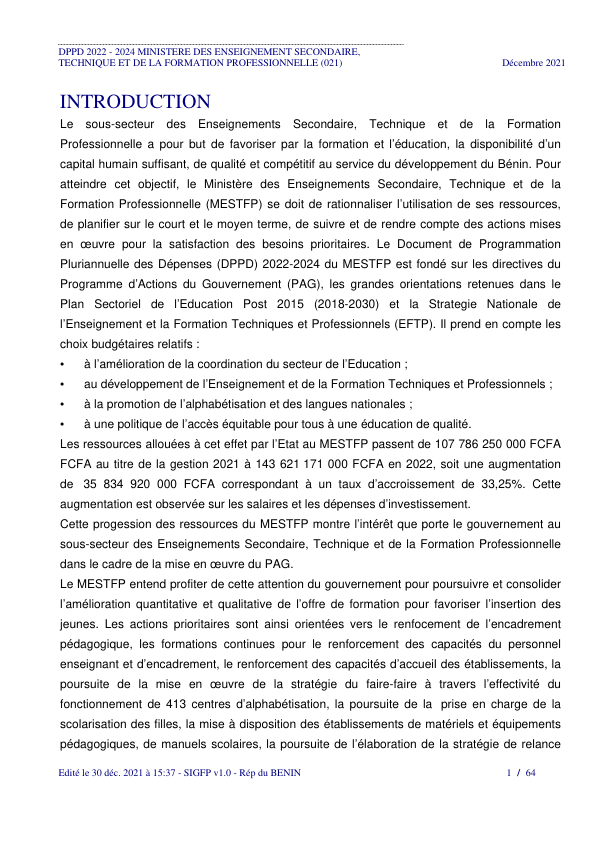 DPPD 2022 - 2024 MINISTERE DES ENSEIGNEMENT SECONDAIRE,
TECHNIQUE ET DE LA FORMATION PROFESSIONNELLE (021) Décembre 2021
INTRODUCTION
Le sous-secteur des Enseignements Secondaire, Technique et de la Formation
Professionnelle a pour but de favoriser par la formation et l’éducation, la disponibilité d’un
capital humain suffisant, de qualité et compétitif au service du développement du Bénin. Pour
atteindre cet objectif, le Ministère des Enseignements Secondaire, Technique et de la
Formation Professionnelle (MESTFP) se doit de rationnaliser l’utilisation de ses ressources,
de planifier sur le court et le moyen terme, de suivre et de rendre compte des actions mises
en œuvre pour la satisfaction des besoins prioritaires. Le Document de Programmation
Pluriannuelle des Dépenses (DPPD) 2022-2024 du MESTFP est fondé sur les directives du
Programme d’Actions du Gouvernement (PAG), les grandes orientations retenues dans le
Plan Sectoriel de l’Education Post 2015 (2018-2030) et la Strategie Nationale de
l’Enseignement et la Formation Techniques et Professionnels (EFTP). Il prend en compte les
choix budgétaires relatifs :
• à l’amélioration de la coordination du secteur de l’Education ;
• au développement de l’Enseignement et de la Formation Techniques et Professionnels ;
• à la promotion de l’alphabétisation et des langues nationales ;
• à une politique de l’accès équitable pour tous à une éducation de qualité.
Les ressources allouées à cet effet par l’Etat au MESTFP passent de 107 786 250 000 FCFA
FCFA au titre de la gestion 2021 à 143 621 171 000 FCFA en 2022, soit une augmentation
de 35 834 920 000 FCFA correspondant à un taux d’accroissement de 33,25%. Cette
augmentation est observée sur les salaires et les dépenses d’investissement.
Cette progession des ressources du MESTFP montre l’intérêt que porte le gouvernement au
sous-secteur des Enseignements Secondaire, Technique et de la Formation Professionnelle
dans le cadre de la mise en œuvre du PAG.
Le MESTFP entend profiter de cette attention du gouvernement pour poursuivre et consolider
l’amélioration quantitative et qualitative de l’offre de formation pour favoriser l’insertion des
jeunes. Les actions prioritaires sont ainsi orientées vers le renfocement de l’encadrement
pédagogique, les formations continues pour le renforcement des capacités du personnel
enseignant et d’encadrement, le renforcement des capacités d’accueil des établissements, la
poursuite de la mise en œuvre de la stratégie du faire-faire à travers l’effectivité du
fonctionnement de 413 centres d’alphabétisation, la poursuite de la prise en charge de la
scolarisation des filles, la mise à disposition des établissements de matériels et équipements
pédagogiques, de manuels scolaires, la poursuite de l’élaboration de la stratégie de relance
Edité le 30 déc. 2021 à 15:37 - SIGFP v1.0 - Rép du BENIN 1 / 64